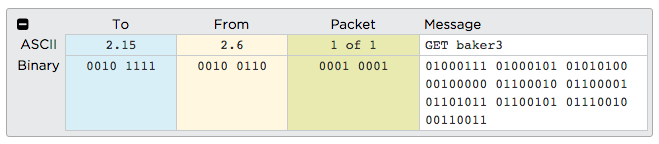 To From Packet Message
ASCII 2.15 2.6 1 of 1 GET baker3
Binary 0010 1111 0010 0110 0001 0001 01000111 01000101 01010100
00100000 01100010 01100001
01101011 01100101 01110010
00110011